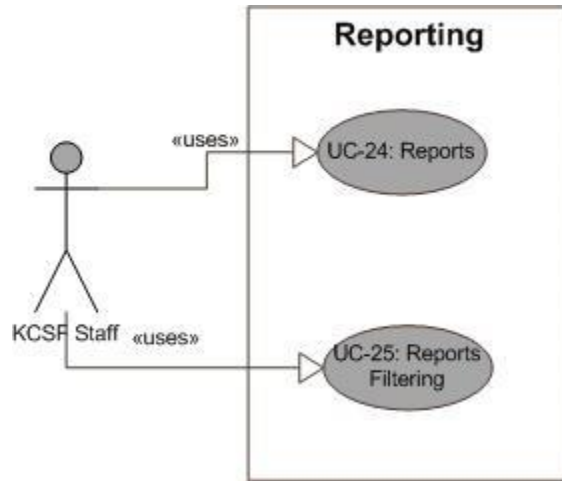 Reporting
«uses»
UC-24: Reports
KCSF Staff
«uses»
UC-25: Reports
Filtering